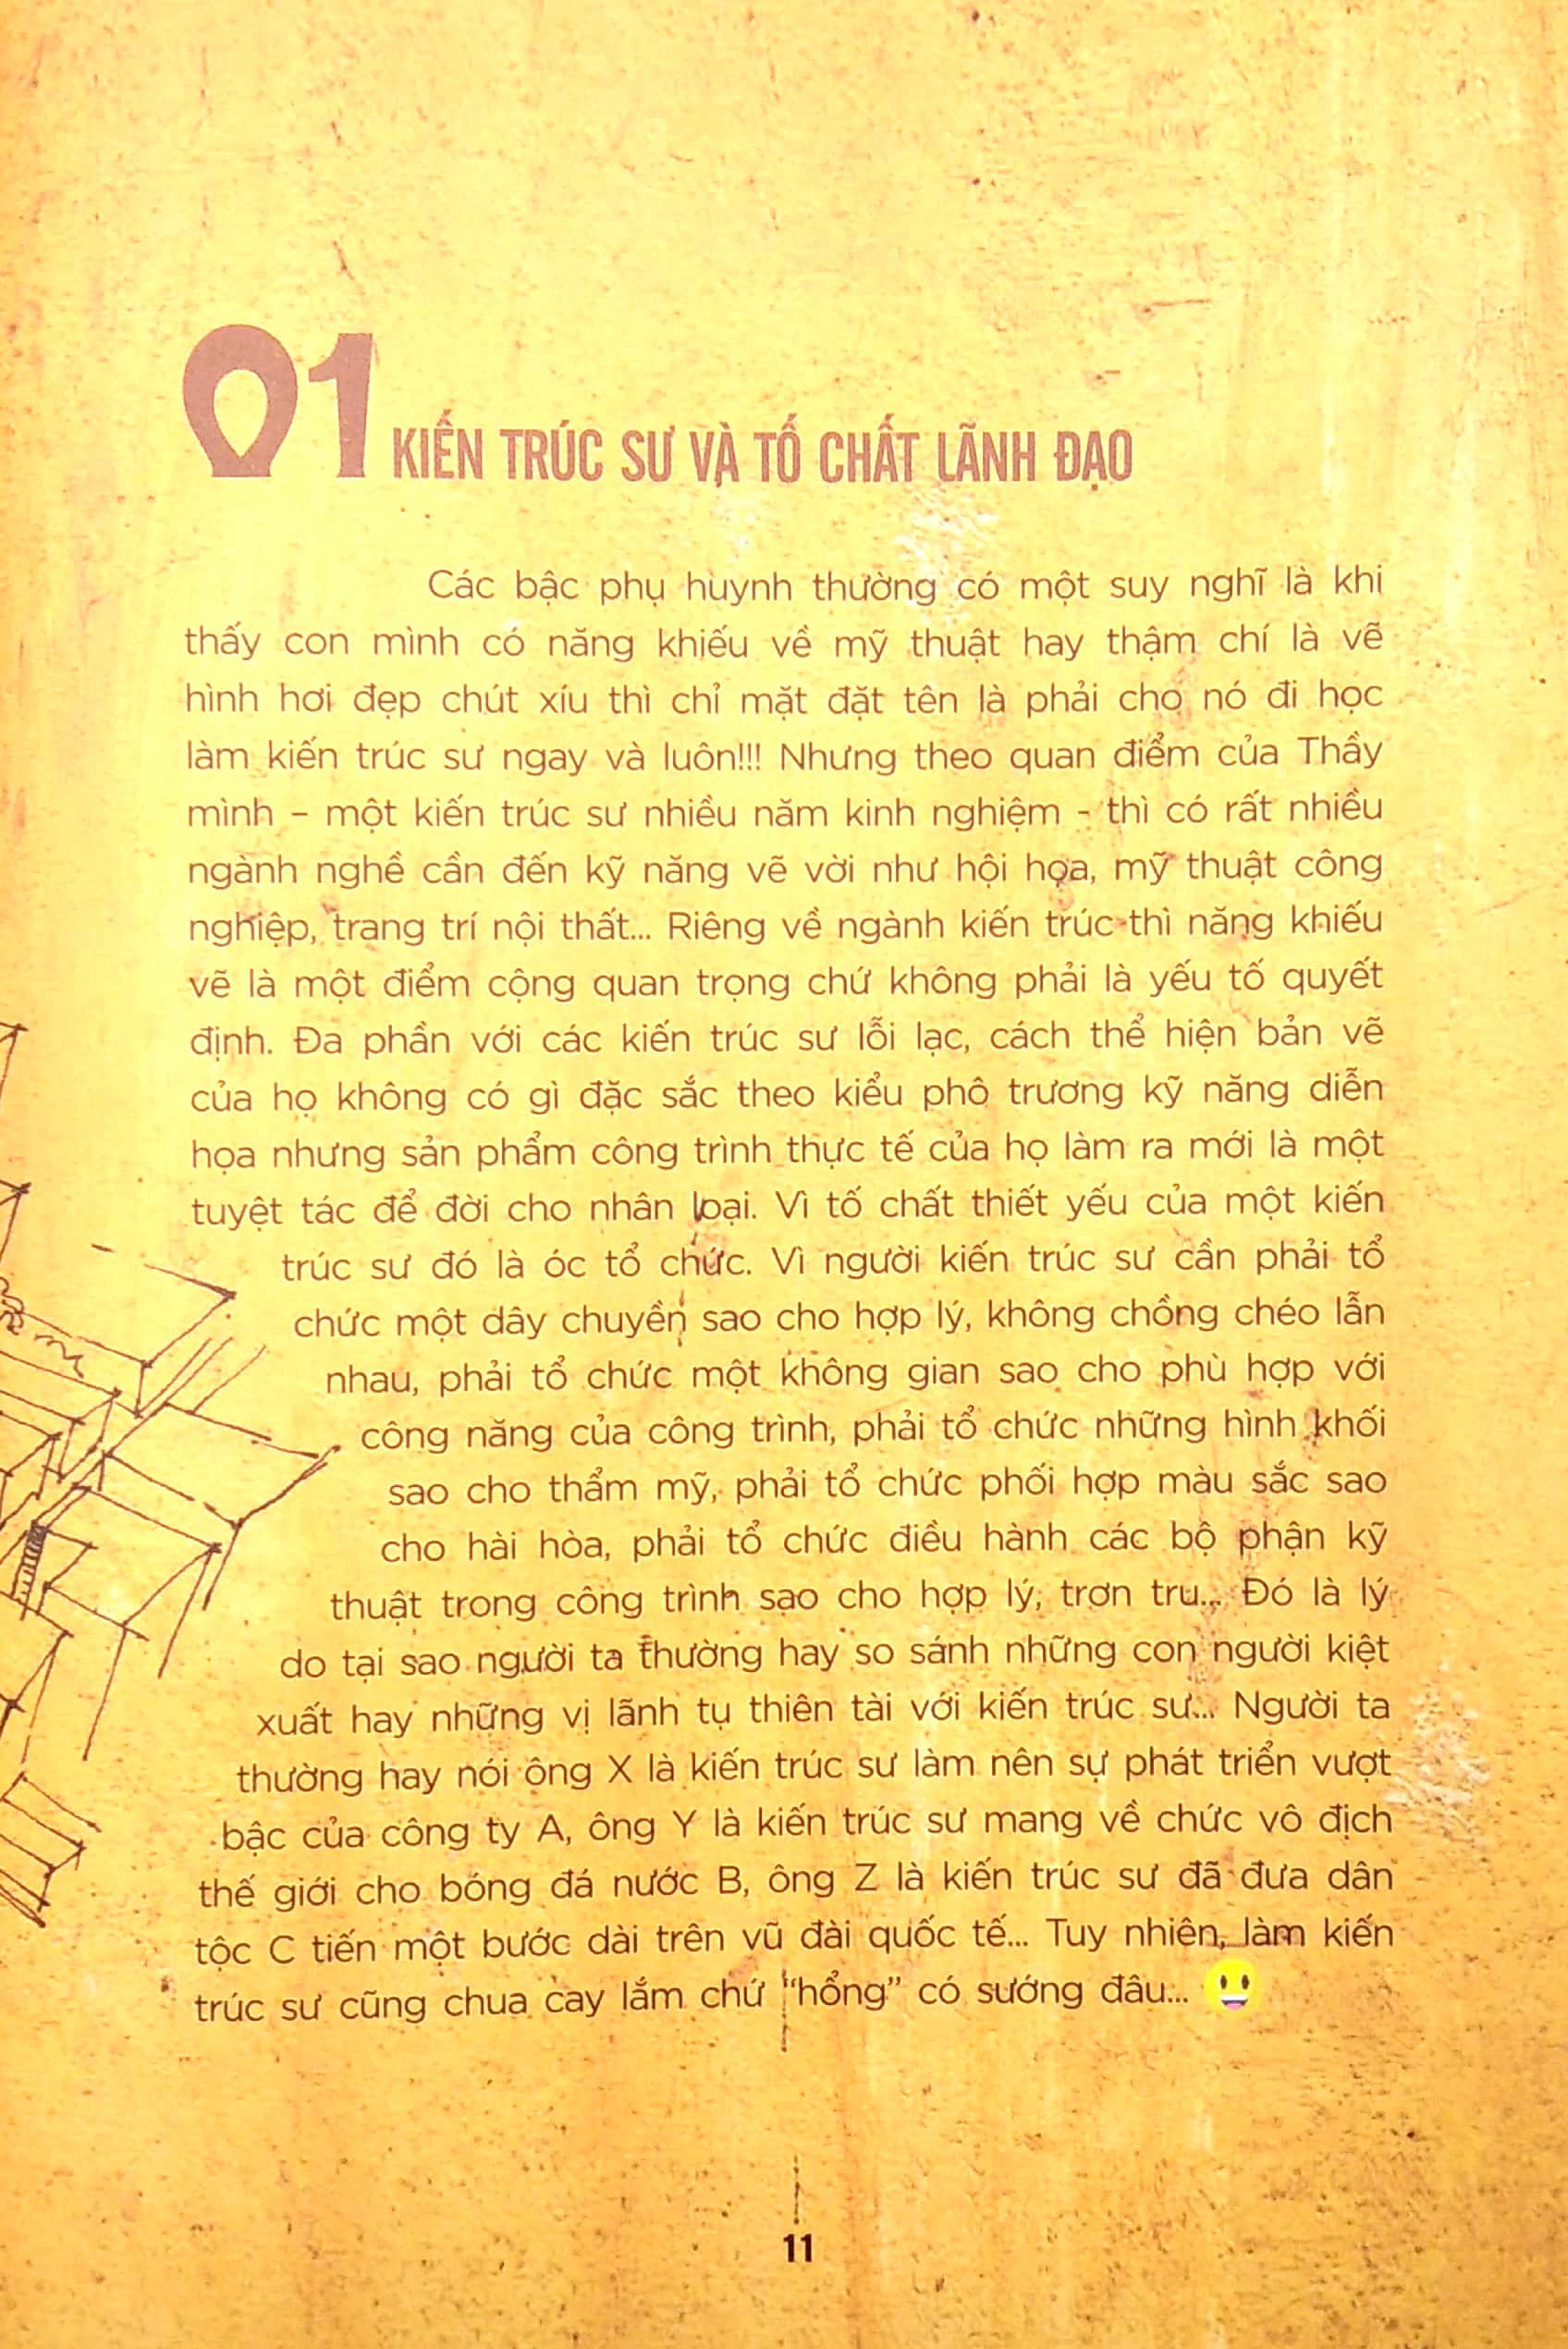 01 KIẾN TRÚC SƯ VÀ TỐ CHẤT LÃNH ĐẠO
Các bậc phụ huynh thường có một suy nghĩ là khi
thấy con mình có năng khiếu về mỹ thuật hay thậm chí là vẽ
hình hơi đẹp chút xíu thì chỉ mặt đặt tên là phải cho nó đi học
làm kiến trúc sư ngay và luôn!!! Nhưng theo quan điểm của Thầy
mình – một kiến trúc sư nhiều năm kinh nghiệm - thì có rất nhiều
ngành nghề cần đến kỹ năng vẽ vời như hội họa, mỹ thuật công
nghiệp, trang trí nội thất... Riêng về ngành kiến trúc thì năng khiếu
vẽ là một điểm cộng quan trọng chứ không phải là yếu tố quyết
định. Đa phần với các kiến trúc sư lỗi lạc, cách thể hiện bản vẽ
của họ không có gì đặc sắc theo kiểu phô trương kỹ năng diễn
họa nhưng sản phẩm công trình thực tế của họ làm ra mới là một
tuyệt tác để đời cho nhân loại. Vì tố chất thiết yếu của một kiến
trúc sư đó là óc tổ chức. Vì người kiến trúc sư cần phải tổ
chức một dây chuyền sao cho hợp lý, không chồng chéo lẫn
nhau, phải tổ chức một không gian sao cho phù hợp với
công năng của công trình, phải tổ chức những hình khối
sao cho thẩm mỹ, phải tổ chức phối hợp màu sắc sao
cho hài hòa, phải tổ chức điều hành các bộ phận kỹ
thuật trong công trình sao cho hợp lý, trơn tru... Đó là lý
do tại sao người ta thường hay so sánh những con người kiệt
xuất hay những vị lãnh tụ thiên tài với kiến trúc sư... Người ta
thường hay nói ông X là kiến trúc sư làm nên sự phát triển vượt
bậc của công ty A, ông Y là kiến trúc sư mang về chức vô địch
thế giới cho bóng đá nước B, ông Z là kiến trúc sư đã đưa dân
tộc C tiến một bước dài trên vũ đài quốc tế... Tuy nhiên, làm kiến
trúc sư cũng chua cay lắm chứ "hổng" có sướng đâu...
11